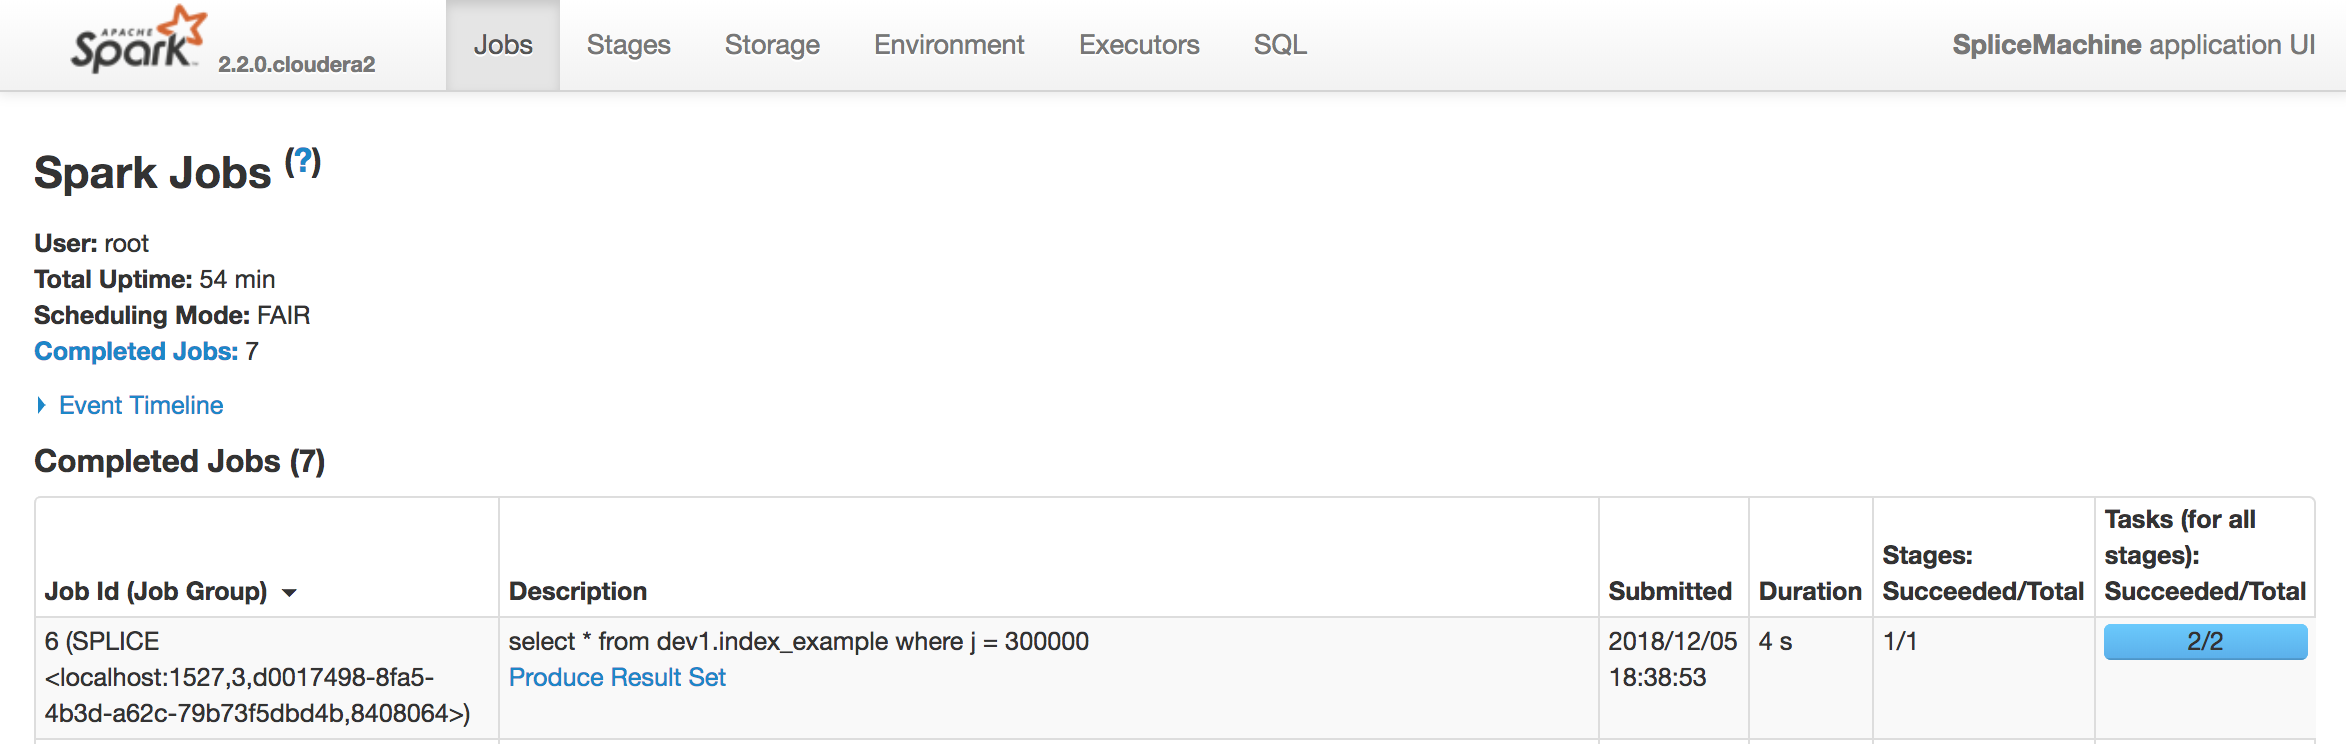 APACHE
Spark™ 2.2.0.cloudera2
Jobs
Stages
Storage
Environment
Executors
SQL
SpliceMachine application UI
Spark Jobs (?)
User: root
Total Uptime: 54 min
Scheduling Mode: FAIR
Completed Jobs: 7
Event Timeline
Completed Jobs (7)
Job Id (Job Group)
Description
Submitted
Duration
Stages:
Succeeded/Total
Tasks (for all
stages):
Succeeded/Total
6 (SPLICE
<localhost:1527,3,d0017498-8fa5-
4b3d-a62c-79b73f5dbd4b,8408064>)
select * from dev1.index_example where j = 300000
Produce Result Set
2018/12/05
18:38:53
4 s
1/1
2/2